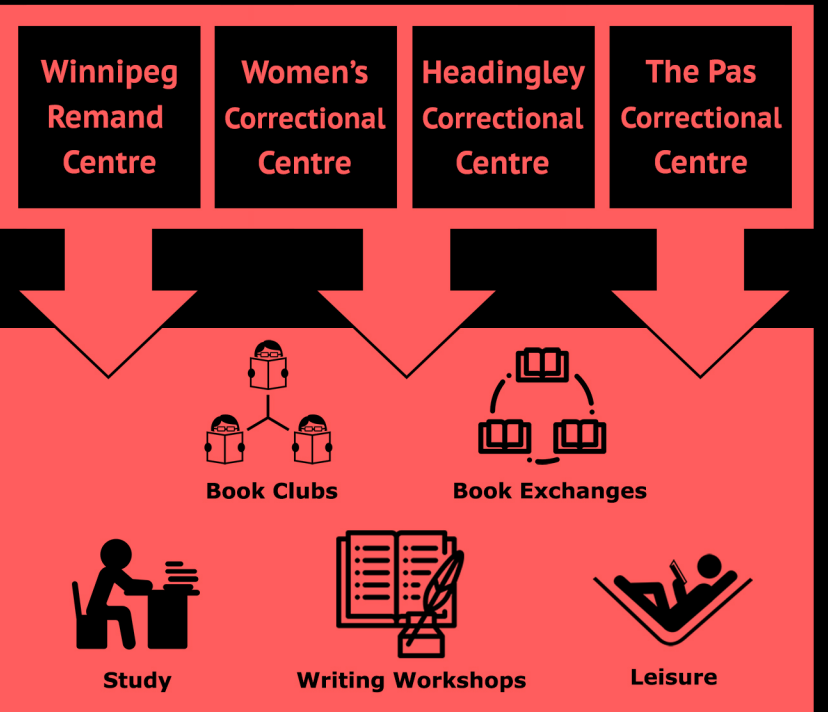 Winnipeg
Remand
Centre
Women's
Correctional
Centre
Headingley
Correctional
Centre
The Pas
Correctional
Centre
Book Clubs
Book Exchanges
Study
Writing Workshops
Leisure